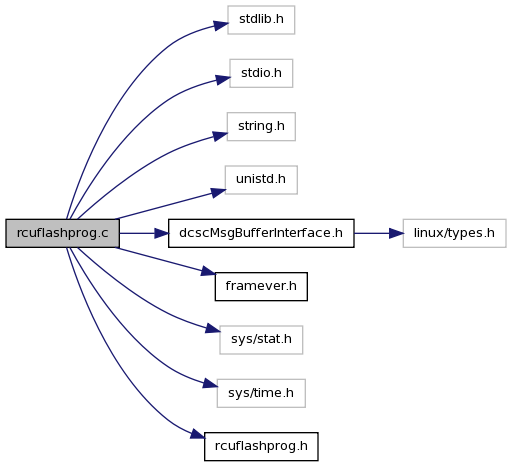 stdlib.h
stdio.h
string.h
unistd.h
rcuflashprog.c
dcscMsgBufferInterface.h
linux/types.h
framever.h
sys/stat.h
sys/time.h
rcuflashprog.h